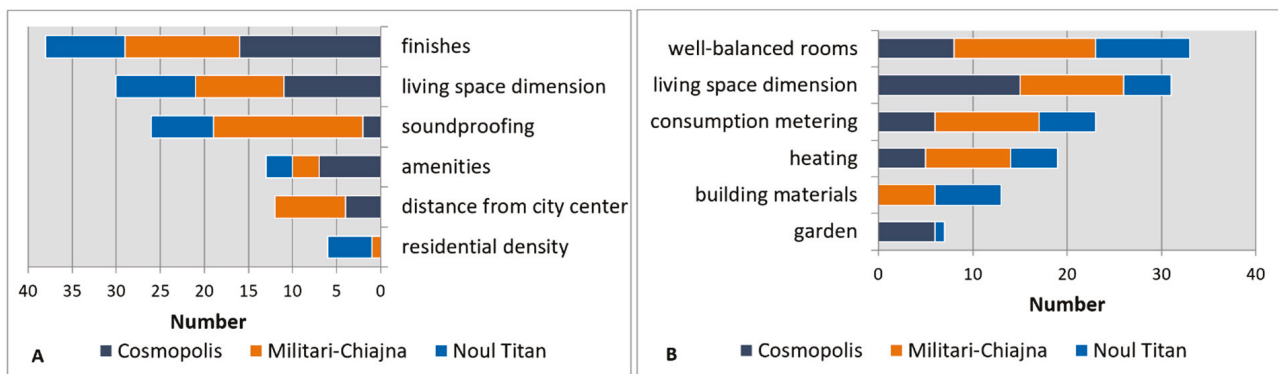 finishes
living space dimension
soundproofing
amenities
distance from city center
residential density
40 35 30 25 20 15 10 5 0
Number
A Cosmopolis Militari-Chiajna Noul Titan
well-balanced rooms
living space dimension
consumption metering
heating
building materials
garden
0 10 20 30 40
Number
B Cosmopolis Militari-Chiajna Noul Titan